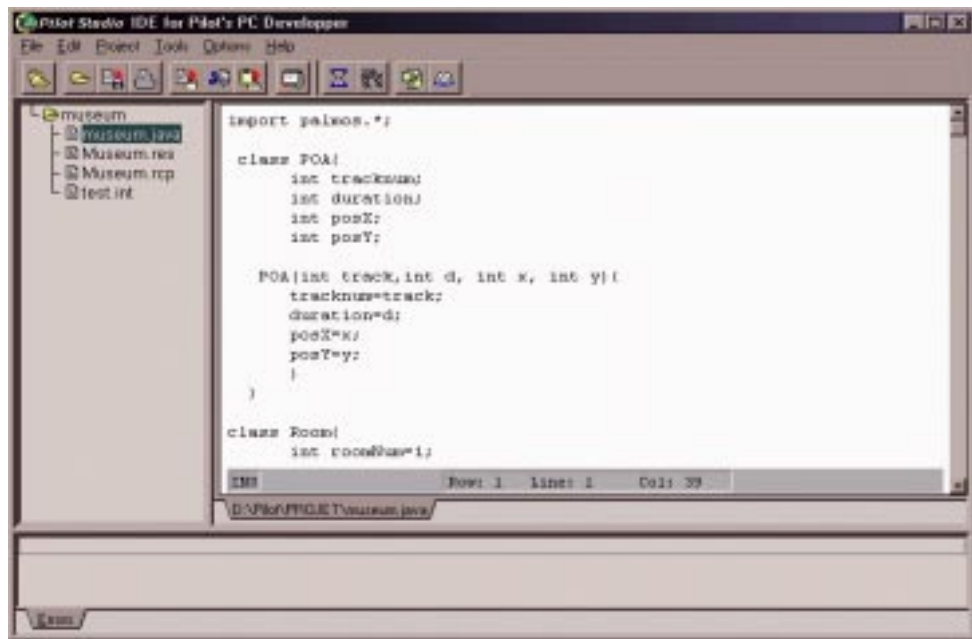 Pilot Studio IDE for Pilot's PC Developper
File Edit Project Tools Options Help
museum
museum.java
Museum.res
Museum.rcp
test.int
import palmos.*;
class POA{
int tracknum;
int duration;
int posX;
int posY;
POA(int track,int d, int x, int y){
tracknum=track;
duration=d;
posX=x;
posY=y;
}
}
class Room{
int roomNum=1;
INS Row: 1 Line: 1 Col: 39
D:\Pilot\PROJET\museum.java
Errors